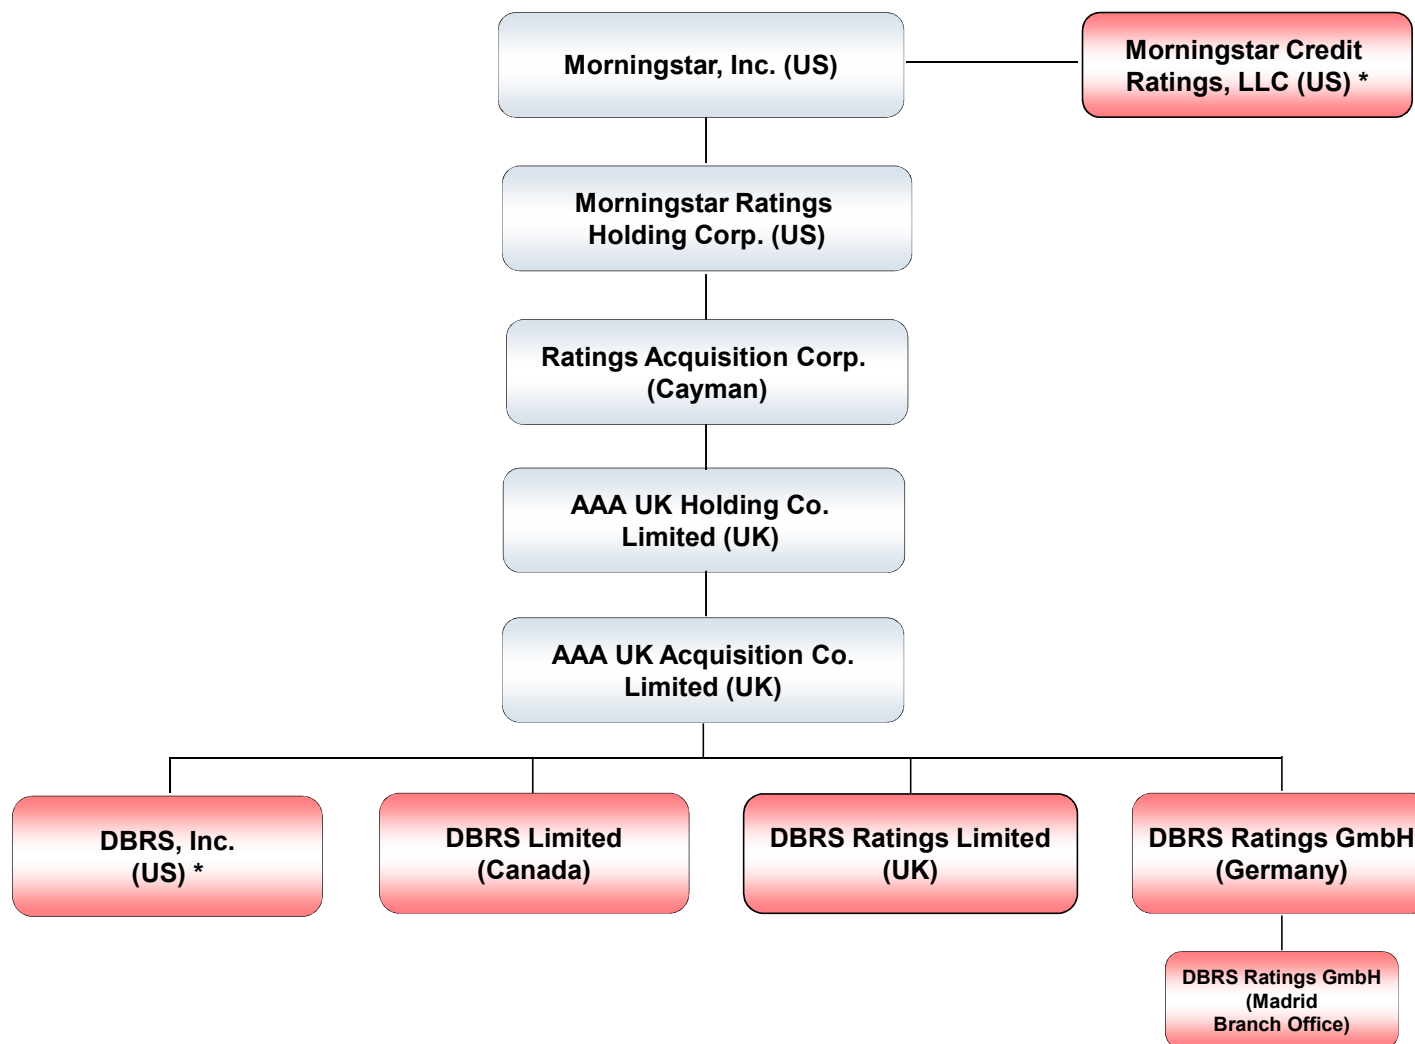 Morningstar, Inc. (US)
Morningstar Credit
Ratings, LLC (US) *
Morningstar Ratings
Holding Corp. (US)
Ratings Acquisition Corp.
(Cayman)
AAA UK Holding Co.
Limited (UK)
AAA UK Acquisition Co.
Limited (UK)
DBRS, Inc.
(US) *
DBRS Limited
(Canada)
DBRS Ratings Limited
(UK)
DBRS Ratings GmbH
(Germany)
DBRS Ratings GmbH
(Madrid
Branch Office)